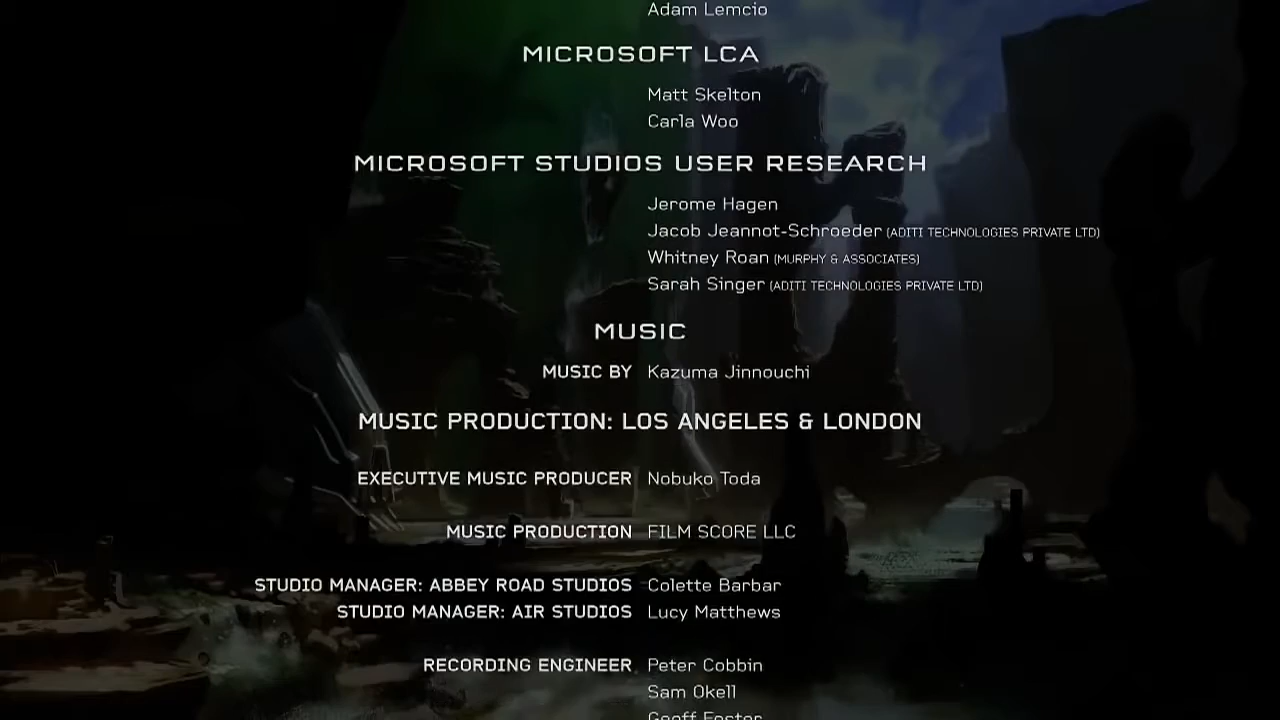 Adam Lemcio
MICROSOFT LCA
Matt Skelton
Carla Woo
MICROSOFT STUDIOS USER RESEARCH
Jerome Hagen
Jacob Jeannot-Schroeder (ADITI TECHNOLOGIES PRIVATE LTD)
Whitney Roan (MURPHY & ASSOCIATES)
Sarah Singer (ADITI TECHNOLOGIES PRIVATE LTD)
MUSIC
MUSIC BY Kazuma Jinnouchi
MUSIC PRODUCTION: LOS ANGELES & LONDON
EXECUTIVE MUSIC PRODUCER Nobuko Toda
MUSIC PRODUCTION FILM SCORE LLC
STUDIO MANAGER: ABBEY ROAD STUDIOS Colette Barbar
STUDIO MANAGER: AIR STUDIOS Lucy Matthews
RECORDING ENGINEER Peter Cobbin
Sam Okell
Geoff Foster